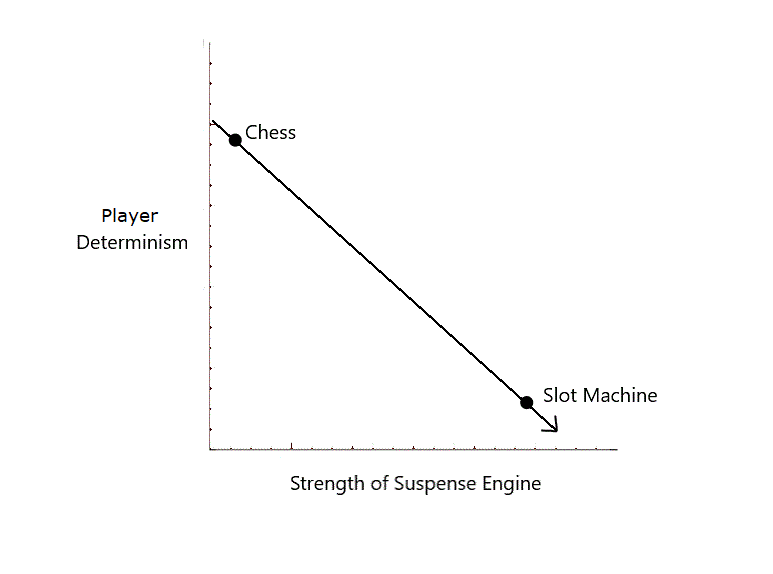 Chess
Player
Determinism
Slot Machine
Strength of Suspense Engine